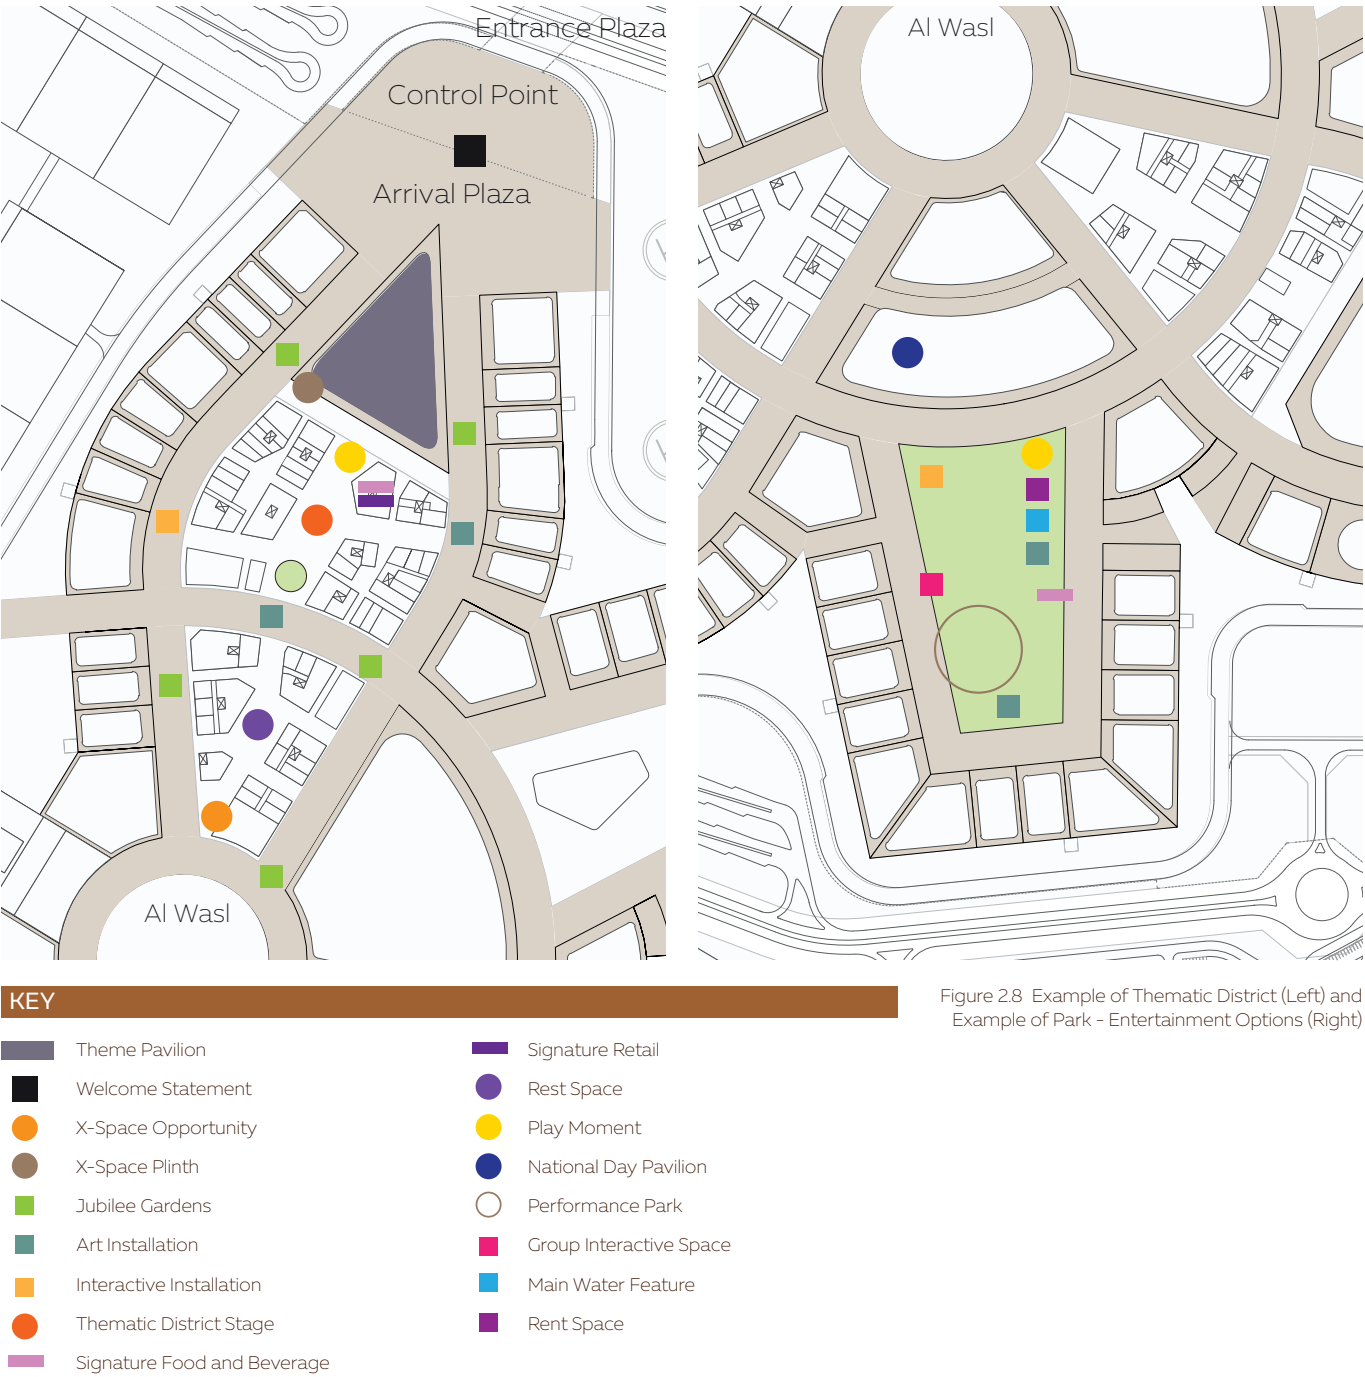 Entrance Plaza
Control Point
Arrival Plaza
Al Wasl
Al Wasl
KEY
Figure 2.8 Example of Thematic District (Left) and
Example of Park - Entertainment Options (Right)
Theme Pavilion
Welcome Statement
X-Space Opportunity
X-Space Plinth
Jubilee Gardens
Art Installation
Interactive Installation
Thematic District Stage
Signature Food and Beverage
Signature Retail
Rest Space
Play Moment
National Day Pavilion
Performance Park
Group Interactive Space
Main Water Feature
Rent Space